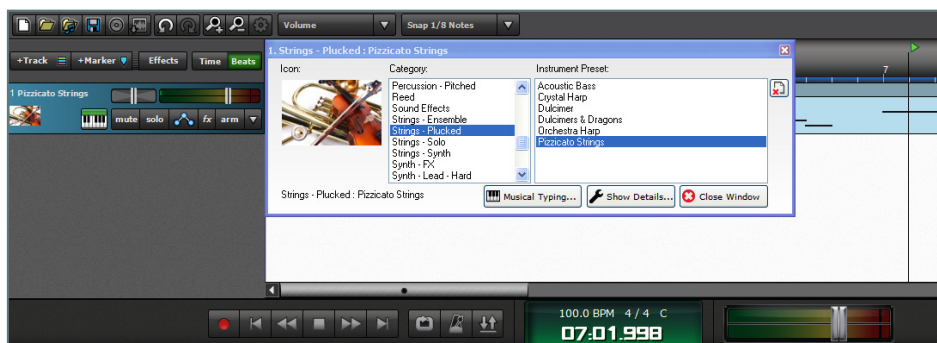 Volume
Snap 1/8 Notes
+Track
+Marker
Effects
Time
Beats
1. Strings - Plucked : Pizzicato Strings
7
Icon:
Category:
Instrument Preset:
Percussion - Pitched
Reed
Sound Effects
Strings - Ensemble
Strings - Plucked
Strings - Solo
Strings - Synth
Synth - FX
Synth - Lead - Hard
Acoustic Bass
Crystal Harp
Dulcimer
Dulcimers & Dragons
Orchestra Harp
Pizzicato Strings
1 Pizzicato Strings
mute solo fx arm
Strings - Plucked : Pizzicato Strings
Musical Typing...
Show Details...
Close Window
100.0 BPM 4 / 4 C
07:01.998